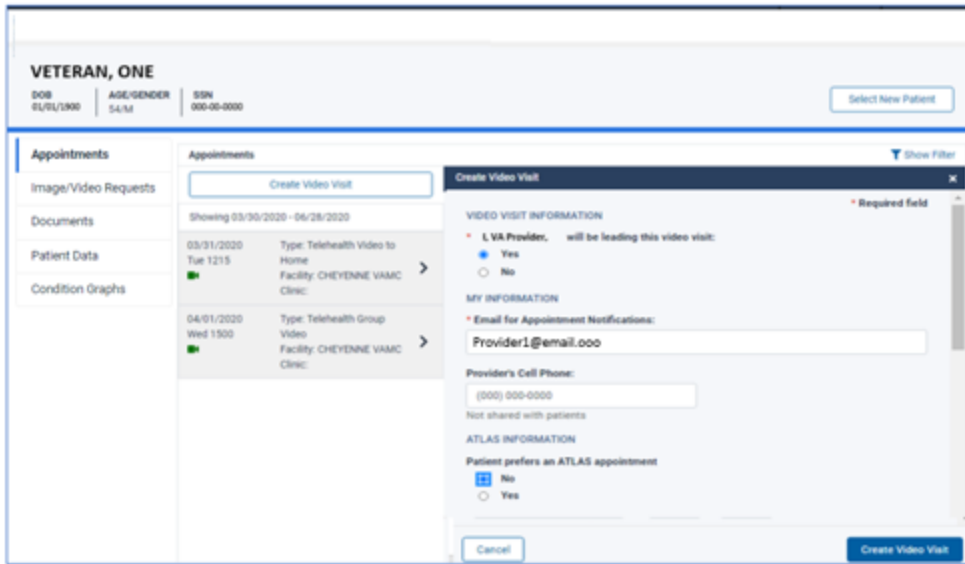 VETERAN, ONE
DOB
AGE/GENDER
SSN
01/01/1900
54/M
000-00-0000
Select New Patient
Appointments
Image/Video Requests
Documents
Patient Data
Condition Graphs
Appointments
Show Filter
Create Video Visit
Showing 03/30/2020 - 06/28/2020
03/31/2020
Tue 1215
Type: Telehealth Video to
Home
Facility: CHEYENNE VAMC
Clinic:
04/01/2020
Wed 1500
Type: Telehealth Group
Video
Facility: CHEYENNE VAMC
Clinic:
Create Video Visit
* Required field
VIDEO VISIT INFORMATION
* I, VA Provider, will be leading this video visit:
Yes
No
MY INFORMATION
* Email for Appointment Notifications:
Provider1@email.ooo
Provider's Cell Phone:
(000) 000-0000
Not shared with patients
ATLAS INFORMATION
Patient prefers an ATLAS appointment
No
Yes
Cancel
Create Video Visit